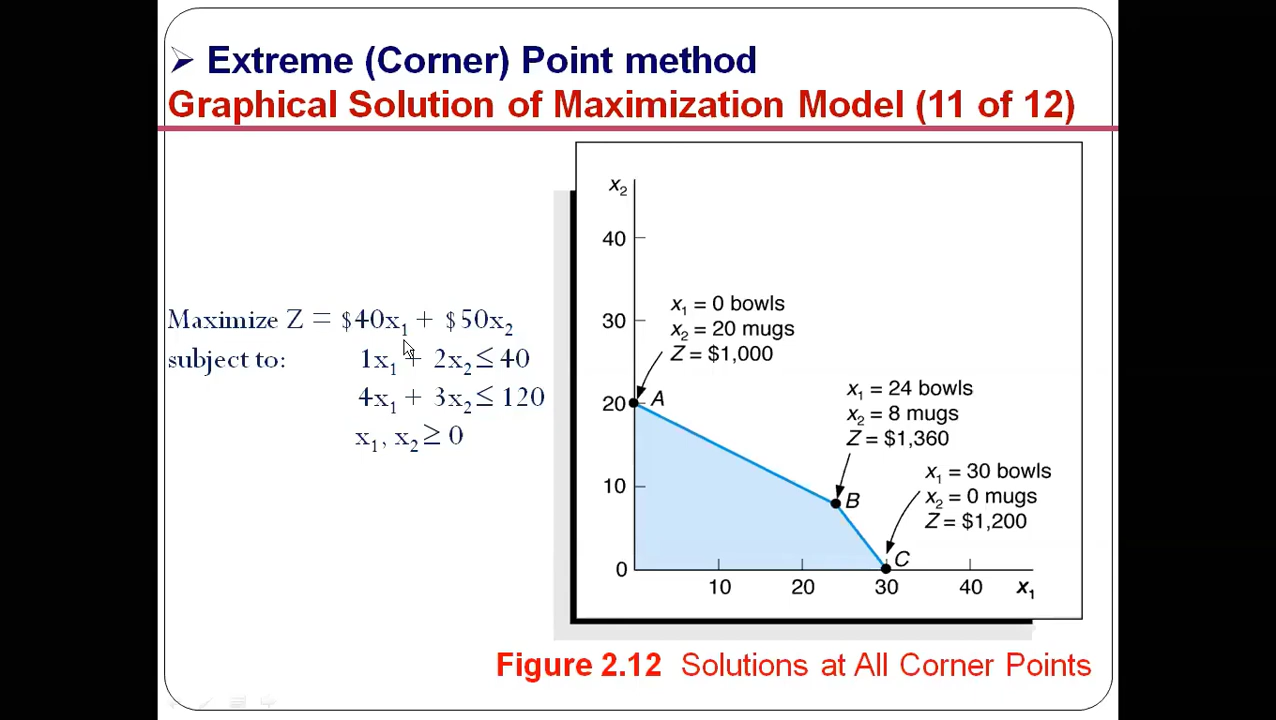 ➢ Extreme (Corner) Point method
Graphical Solution of Maximization Model (11 of 12)
Maximize Z = $40x₁ + $50x₂
subject to: 1x₁ + 2x₂ ≤ 40
4x₁ + 3x₂ ≤ 120
x₁, x₂ ≥ 0
x₂
40
30
20
10
0
x₁ = 0 bowls
x₂ = 20 mugs
Z = $1,000
A
x₁ = 24 bowls
x₂ = 8 mugs
Z = $1,360
B
x₁ = 30 bowls
x₂ = 0 mugs
Z = $1,200
C
10 20 30 40 x₁
Figure 2.12 Solutions at All Corner Points